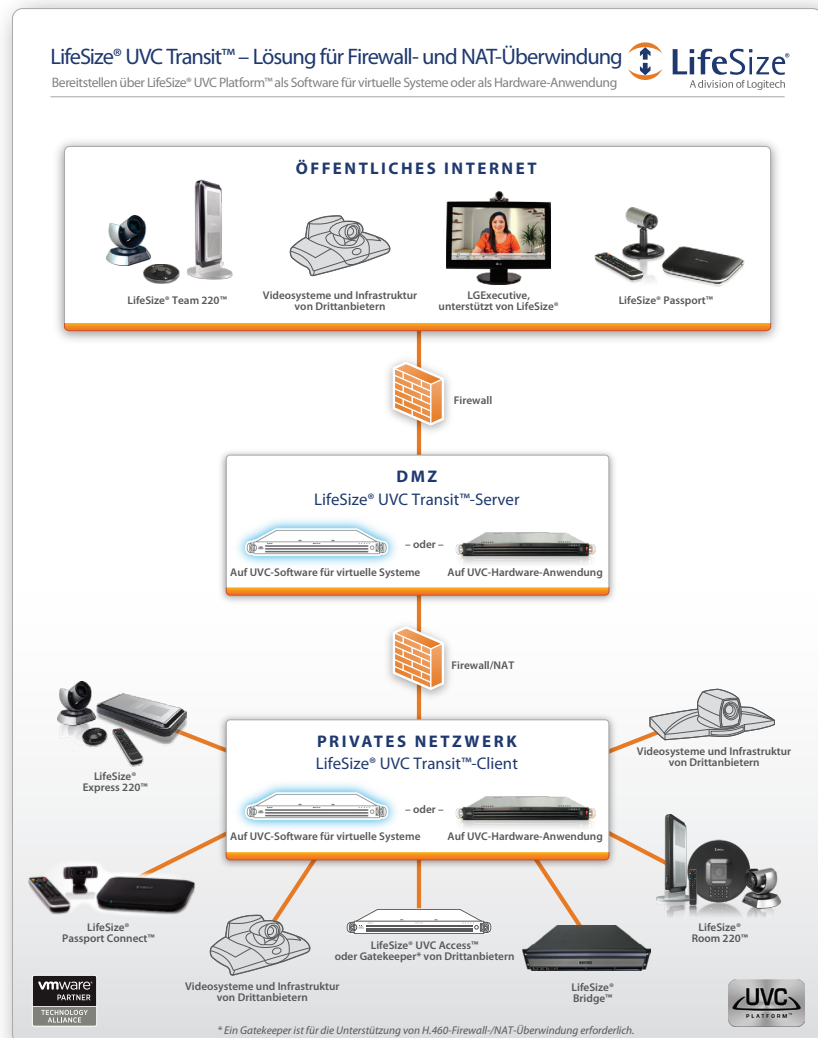 LifeSize® UVC Transit™ – Lösung für Firewall- und NAT-Überwindung
Bereitstellen über LifeSize® UVC Platform™ als Software für virtuelle Systeme oder als Hardware-Anwendung
LifeSize®
A division of Logitech
ÖFFENTLICHES INTERNET
LifeSize® Team 220™
Videosysteme und Infrastruktur
von Drittanbietern
LGExecutive,
unterstützt von LifeSize®
LifeSize® Passport™
Firewall
DMZ
LifeSize® UVC Transit™-Server
– oder –
Auf UVC-Software für virtuelle Systeme
Auf UVC-Hardware-Anwendung
Firewall/NAT
PRIVATES NETZWERK
LifeSize® UVC Transit™-Client
– oder –
Auf UVC-Software für virtuelle Systeme
Auf UVC-Hardware-Anwendung
LifeSize®
Express 220™
Videosysteme und Infrastruktur
von Drittanbietern
LifeSize®
Passport Connect™
Videosysteme und Infrastruktur
von Drittanbietern
LifeSize® UVC Access™
oder Gatekeeper* von Drittanbietern
LifeSize®
Bridge™
LifeSize®
Room 220™
vmware®
PARTNER
TECHNOLOGY
ALLIANCE
UVC
PLATFORM™
* Ein Gatekeeper ist für die Unterstützung von H.460-Firewall-/NAT-Überwindung erforderlich.